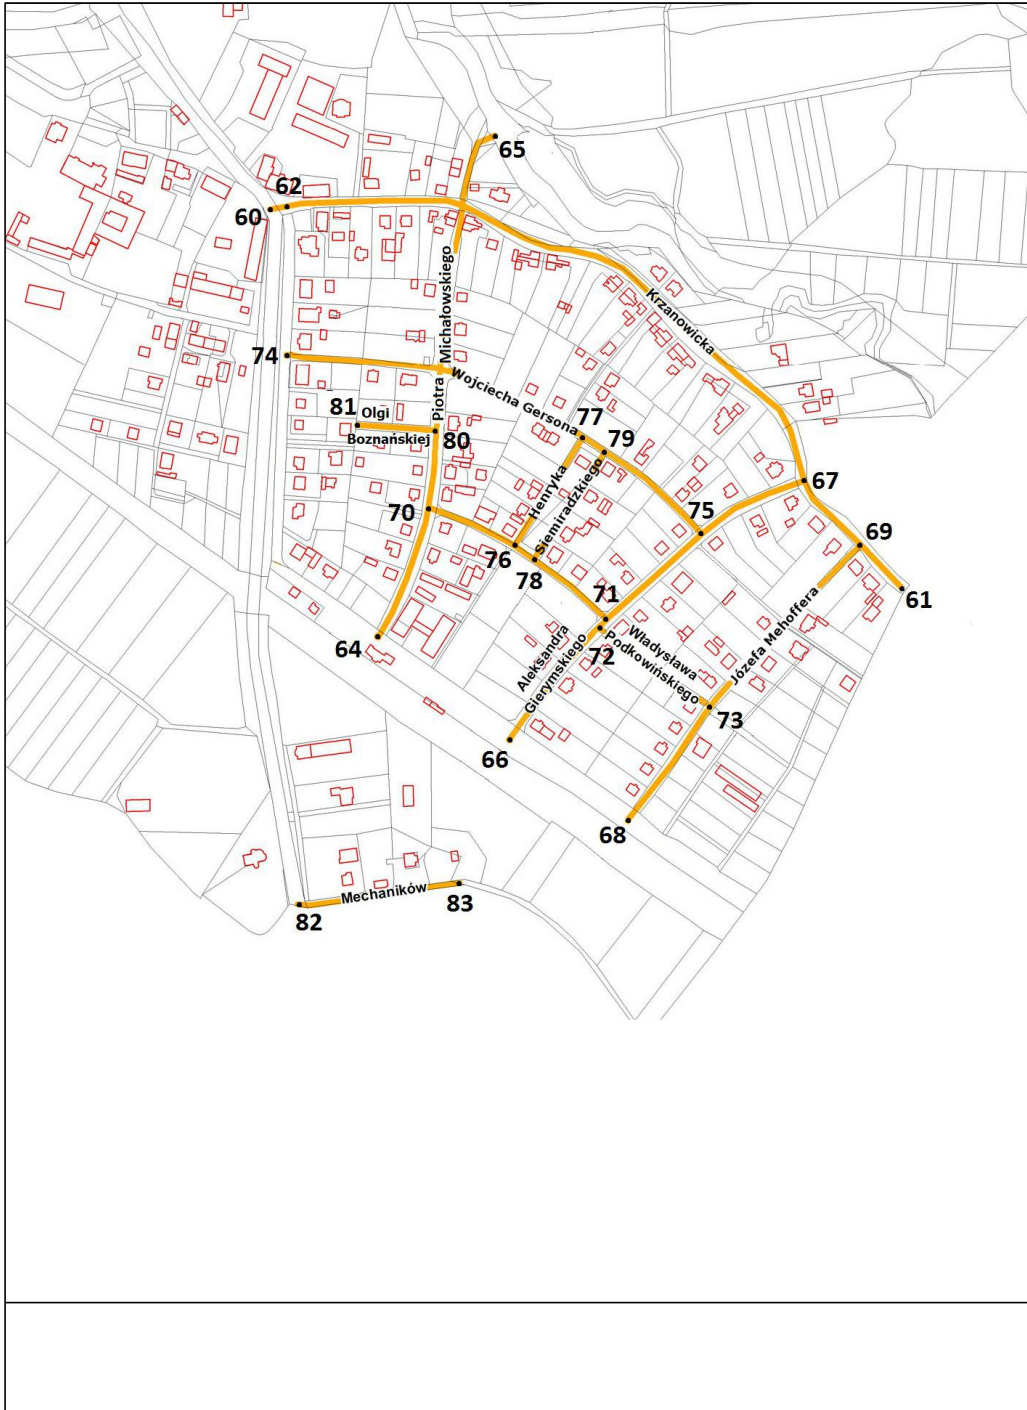 65
62
60
Piotra Michałowskiego
Krzanowicka
74
Wojciecha Gersona
81
Olgi
Boznańskiej
80
77
79
67
Henryka
Siemiradzkiego
70
75
69
76
78
61
71
64
72
Aleksandra
Gierymskiego
Władysława
Podkowińskiego
Józefa Mehoffera
73
66
68
Mechaników
82
83